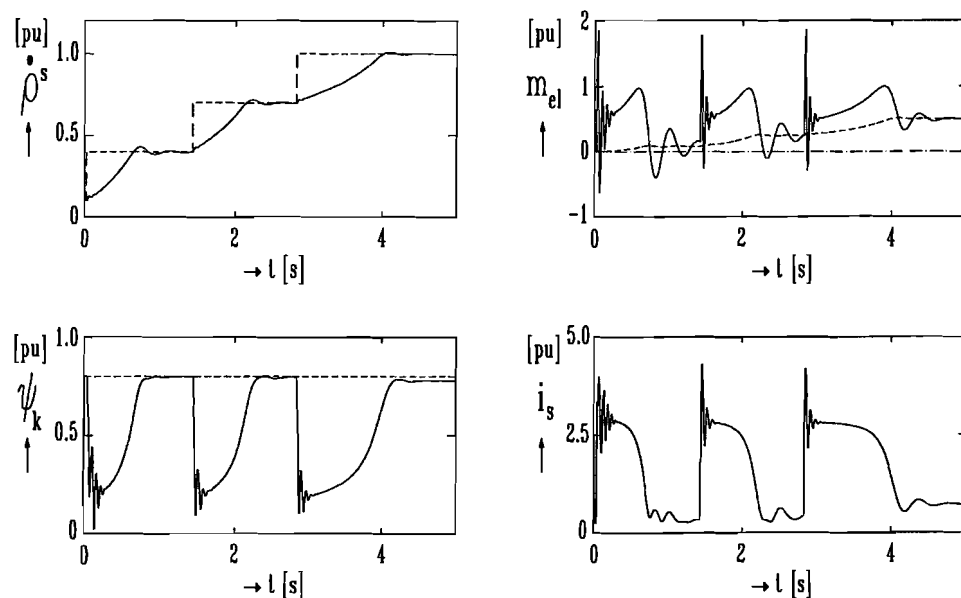 [pu]
ρ̇ˢ
1.0
0.5
0
0 2 4
→ t [s]
[pu]
m_el
2
1
0
-1
0 2 4
→ t [s]
[pu]
ψ_k
1.0
0.5
0
0 2 4
→ t [s]
[pu]
i_s
5.0
2.5
0
0 2 4
→ t [s]